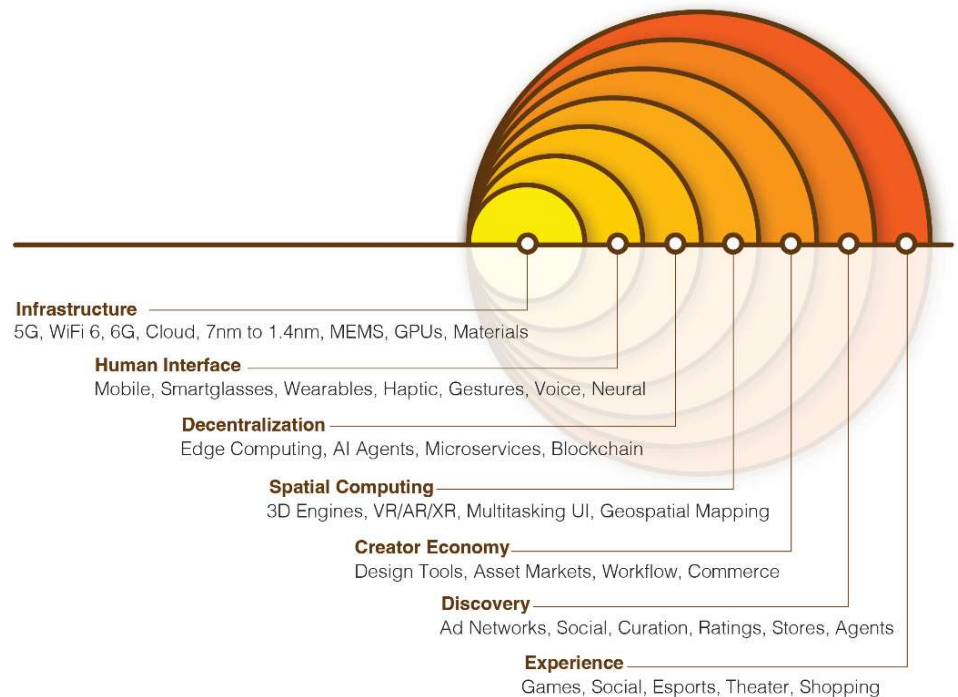 Infrastructure
5G, WiFi 6, 6G, Cloud, 7nm to 1.4nm, MEMS, GPUs, Materials
Human Interface
Mobile, Smartglasses, Wearables, Haptic, Gestures, Voice, Neural
Decentralization
Edge Computing, AI Agents, Microservices, Blockchain
Spatial Computing
3D Engines, VR/AR/XR, Multitasking UI, Geospatial Mapping
Creator Economy
Design Tools, Asset Markets, Workflow, Commerce
Discovery
Ad Networks, Social, Curation, Ratings, Stores, Agents
Experience
Games, Social, Esports, Theater, Shopping